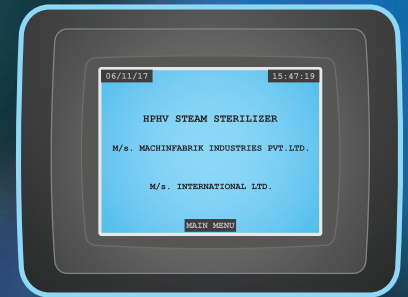 06/11/17 15:47:19
HPHV STEAM STERILIZER
M/s. MACHINFABRIK INDUSTRIES PVT.LTD.
M/s. INTERNATIONAL LTD.
MAIN MENU